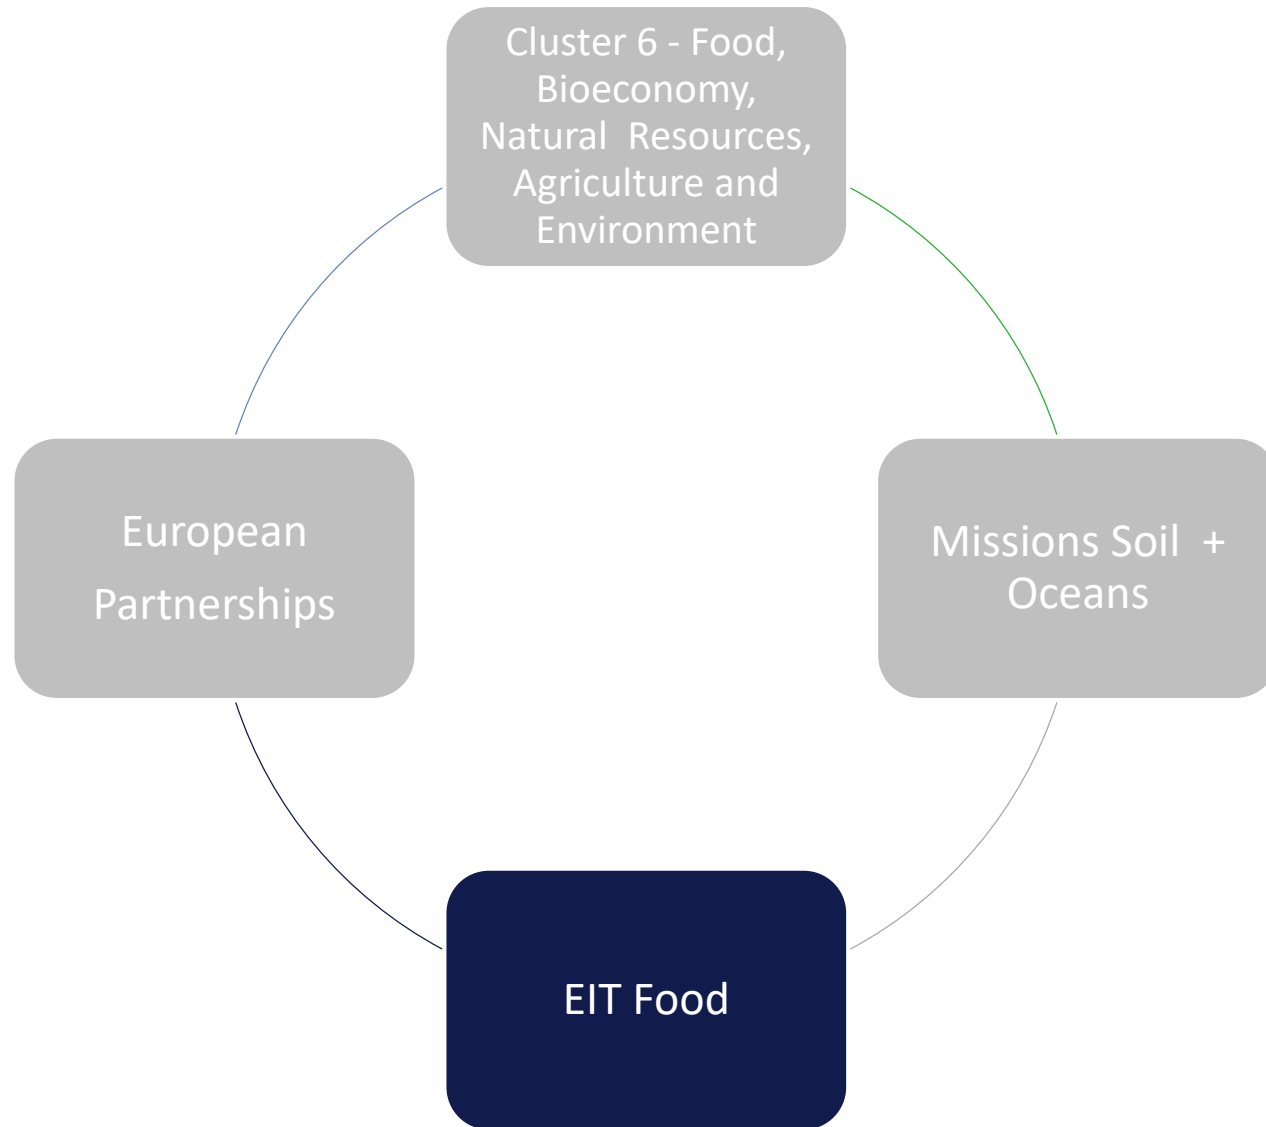 Cluster 6 - Food,
Bioeconomy,
Natural  Resources,
Agriculture and
Environment
European
Partnerships
Missions Soil  +
Oceans
EIT Food